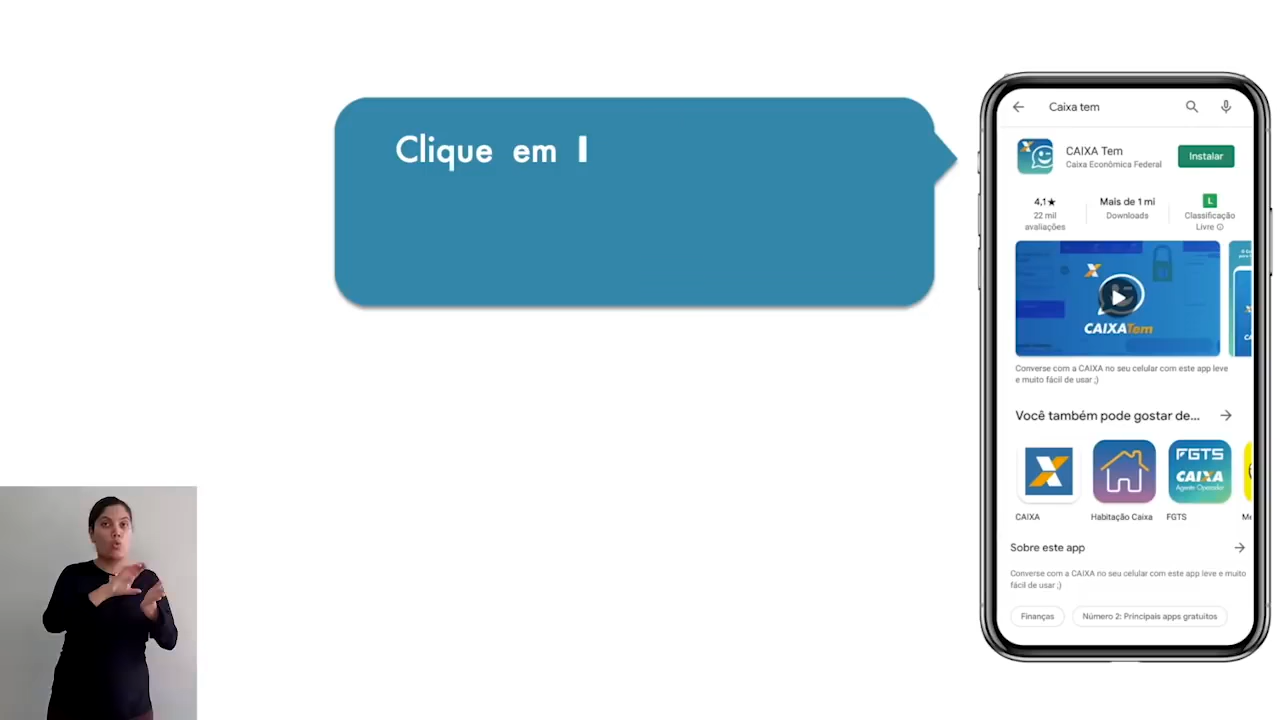 Clique em I
Caixa tem
CAIXA Tem
Caixa Econômica Federal
Instalar
4,1★
22 mil
avaliações
Mais de 1 mi
Downloads
L
Classificação
Livre
CAIXATem
Converse com a CAIXA no seu celular com este app leve
e muito fácil de usar ;)
Você também pode gostar de...
FGTS
CAIXA
Agente Operador
CAIXA
Habitação Caixa
FGTS
Me
Sobre este app
Converse com a CAIXA no seu celular com este app leve e muito
fácil de usar ;)
Finanças
Número 2: Principais apps gratuitos